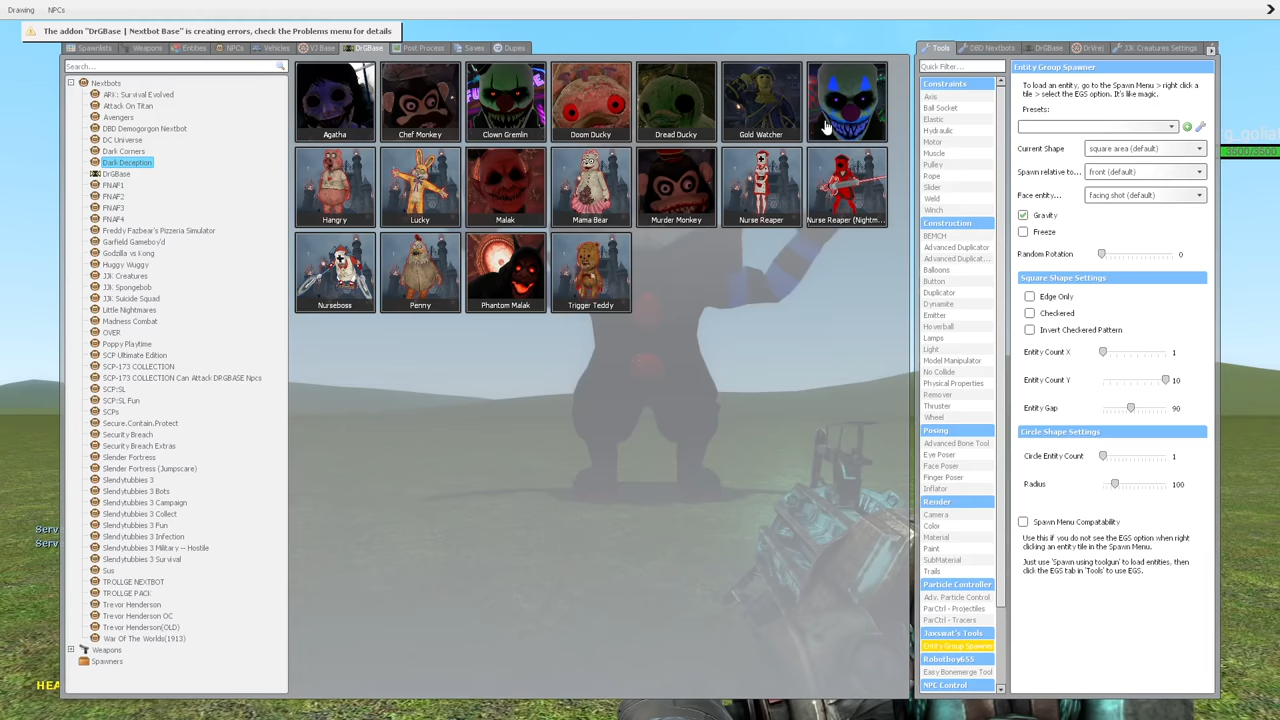 Drawing NPCs
The addon "DrGBase | Nextbot Base" is creating errors, check the Problems menu for details
Spawnlists Weapons Entities NPCs Vehicles VJ Base DrGBase Post Process Saves Dupes
Search...
Nextbots
ARK: Survival Evolved
Attack On Titan
Avengers
DBD Demogorgon Nextbot
DC Universe
Dark Corners
Dark Deception
DrGBase
FNAF1
FNAF2
FNAF3
FNAF4
Freddy Fazbear's Pizzeria Simulator
Garfield Gameboy'd
Godzilla vs Kong
Huggy Wuggy
JJK Creatures
JJK Spongebob
JJK Suicide Squad
Little Nightmares
Madness Combat
OVER
Poppy Playtime
SCP Ultimate Edition
SCP-173 COLLECTION
SCP-173 COLLECTION Can Attack DRGBASE Npcs
SCP:SL
SCP:SL Fun
SCPs
Secure.Contain.Protect
Security Breach
Security Breach Extras
Slender Fortress
Slender Fortress (Jumpscare)
Slendytubbies 3
Slendytubbies 3 Bots
Slendytubbies 3 Campaign
Slendytubbies 3 Collect
Slendytubbies 3 Fun
Slendytubbies 3 Infection
Slendytubbies 3 Military -- Hostile
Slendytubbies 3 Survival
Sus
TROLLGE NEXTBOT
TROLLGE PACK
Trevor Henderson
Trevor Henderson OC
Trevor Henderson(OLD)
War Of The Worlds(1913)
Weapons
Spawners
Agatha Chef Monkey Clown Gremlin Doom Ducky Dread Ducky Gold Watcher
Hangry Lucky Malak Mama Bear Murder Monkey Nurse Reaper Nurse Reaper (Nightm...
Nurseboss Penny Phantom Malak Trigger Teddy
Serv
Serv
HEA
Tools DBD Nextbots DrGBase DrVrej JJK Creatures Settings
Quick Filter...
Constraints
Axis
Ball Socket
Elastic
Hydraulic
Motor
Muscle
Pulley
Rope
Slider
Weld
Winch
Construction
BEMCH
Advanced Duplicator
Advanced Duplicat...
Balloons
Button
Duplicator
Dynamite
Emitter
Hoverball
Lamps
Light
Model Manipulator
No Collide
Physical Properties
Remover
Thruster
Wheel
Posing
Advanced Bone Tool
Eye Poser
Face Poser
Finger Poser
Inflator
Render
Camera
Color
Material
Paint
SubMaterial
Trails
Particle Controller
Adv. Particle Control
ParCtrl - Projectiles
ParCtrl - Tracers
Jaxswat's Tools
Entity Group Spawner
Robotboy655
Easy Bonemerge Tool
NPC Control
Entity Group Spawner
To load an entity, go to the Spawn Menu > right click a
tile > select the EGS option. It's like magic.
Presets:
Current Shape square area (default)
Spawn relative to... front (default)
Face entity... facing shot (default)
Gravity
Freeze
Random Rotation 0
Square Shape Settings
Edge Only
Checkered
Invert Checkered Pattern
Entity Count X 1
Entity Count Y 10
Entity Gap 90
Circle Shape Settings
Circle Entity Count 1
Radius 100
Spawn Menu Compatability
Use this if you do not see the EGS option when right
clicking an entity tile in the Spawn Menu.
Just use 'Spawn using toolgun' to load entities, then
click the EGS tab in 'Tools' to use EGS.
3500/3500